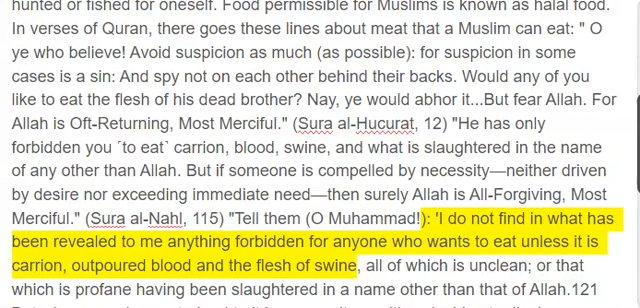 hunted or fished for oneself. Food permissible for Muslims is known as halal food.
In verses of Quran, there goes these lines about meat that a Muslim can eat: " O
ye who believe! Avoid suspicion as much (as possible): for suspicion in some
cases is a sin: And spy not on each other behind their backs. Would any of you
like to eat the flesh of his dead brother? Nay, ye would abhor it...But fear Allah. For
Allah is Oft-Returning, Most Merciful." (Sura al-Hucurat, 12) "He has only
forbidden you ˹to eat˺ carrion, blood, swine, and what is slaughtered in the name
of any other than Allah. But if someone is compelled by necessity—neither driven
by desire nor exceeding immediate need—then surely Allah is All-Forgiving, Most
Merciful." (Sura al-Nahl, 115) "Tell them (O Muhammad!): 'I do not find in what has
been revealed to me anything forbidden for anyone who wants to eat unless it is
carrion, outpoured blood and the flesh of swine, all of which is unclean; or that
which is profane having been slaughtered in a name other than that of Allah.121